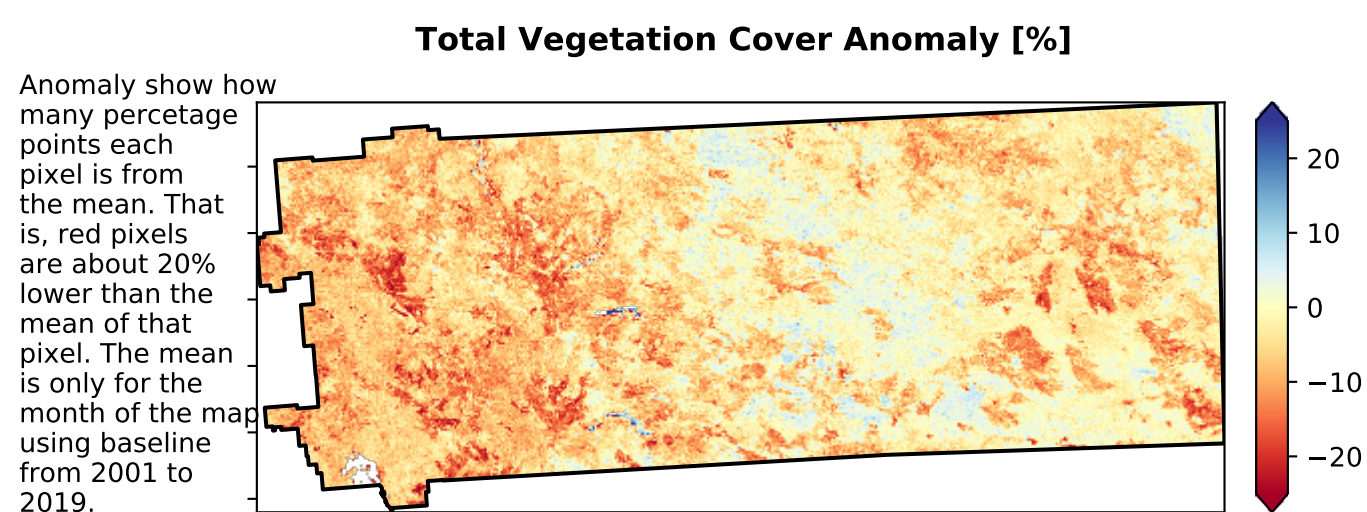 Total Vegetation Cover Anomaly [%]
Anomaly show how
many percetage
points each
pixel is from
the mean. That
is, red pixels
are about 20%
lower than the
mean of that
pixel. The mean
is only for the
month of the map
using baseline
from 2001 to
2019.
20
10
0
−10
−20